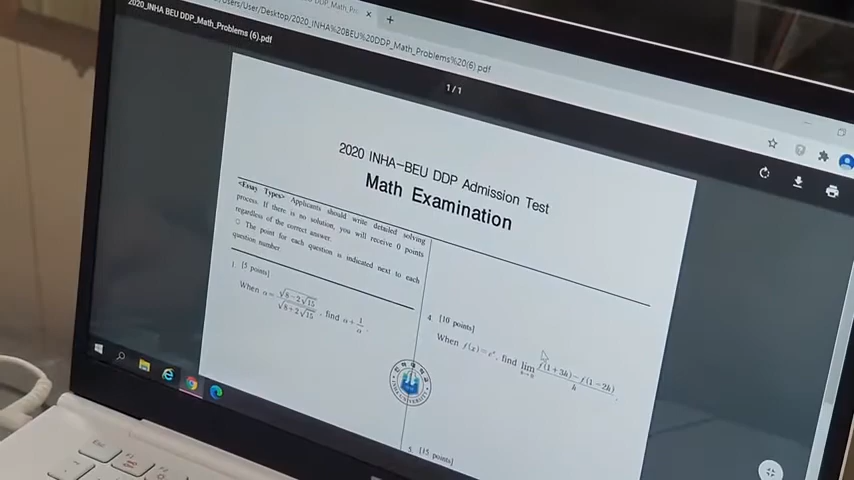 2020_INHA BEU DDP_Math_Problems (6).pdf
/Users/User/Desktop/2020_INHA%20BEU%20DDP_Math_Problems%20(6).pdf
1 / 1
2020 INHA-BEU DDP Admission Test
Math Examination
<Essay Types> Applicants should write detailed solving
process. If there is no solution, you will receive 0 points
regardless of the correct answer.
□ The point for each question is indicated next to each
question number.
1. [5 points]
When a = √(8-2√15) / √(8+2√15), find a + 1/a.
4. [10 points]
When f(x) = e^x, find lim h→0 (f(1+3h) - f(1-2h)) / h.
5. [15 points]
Esc